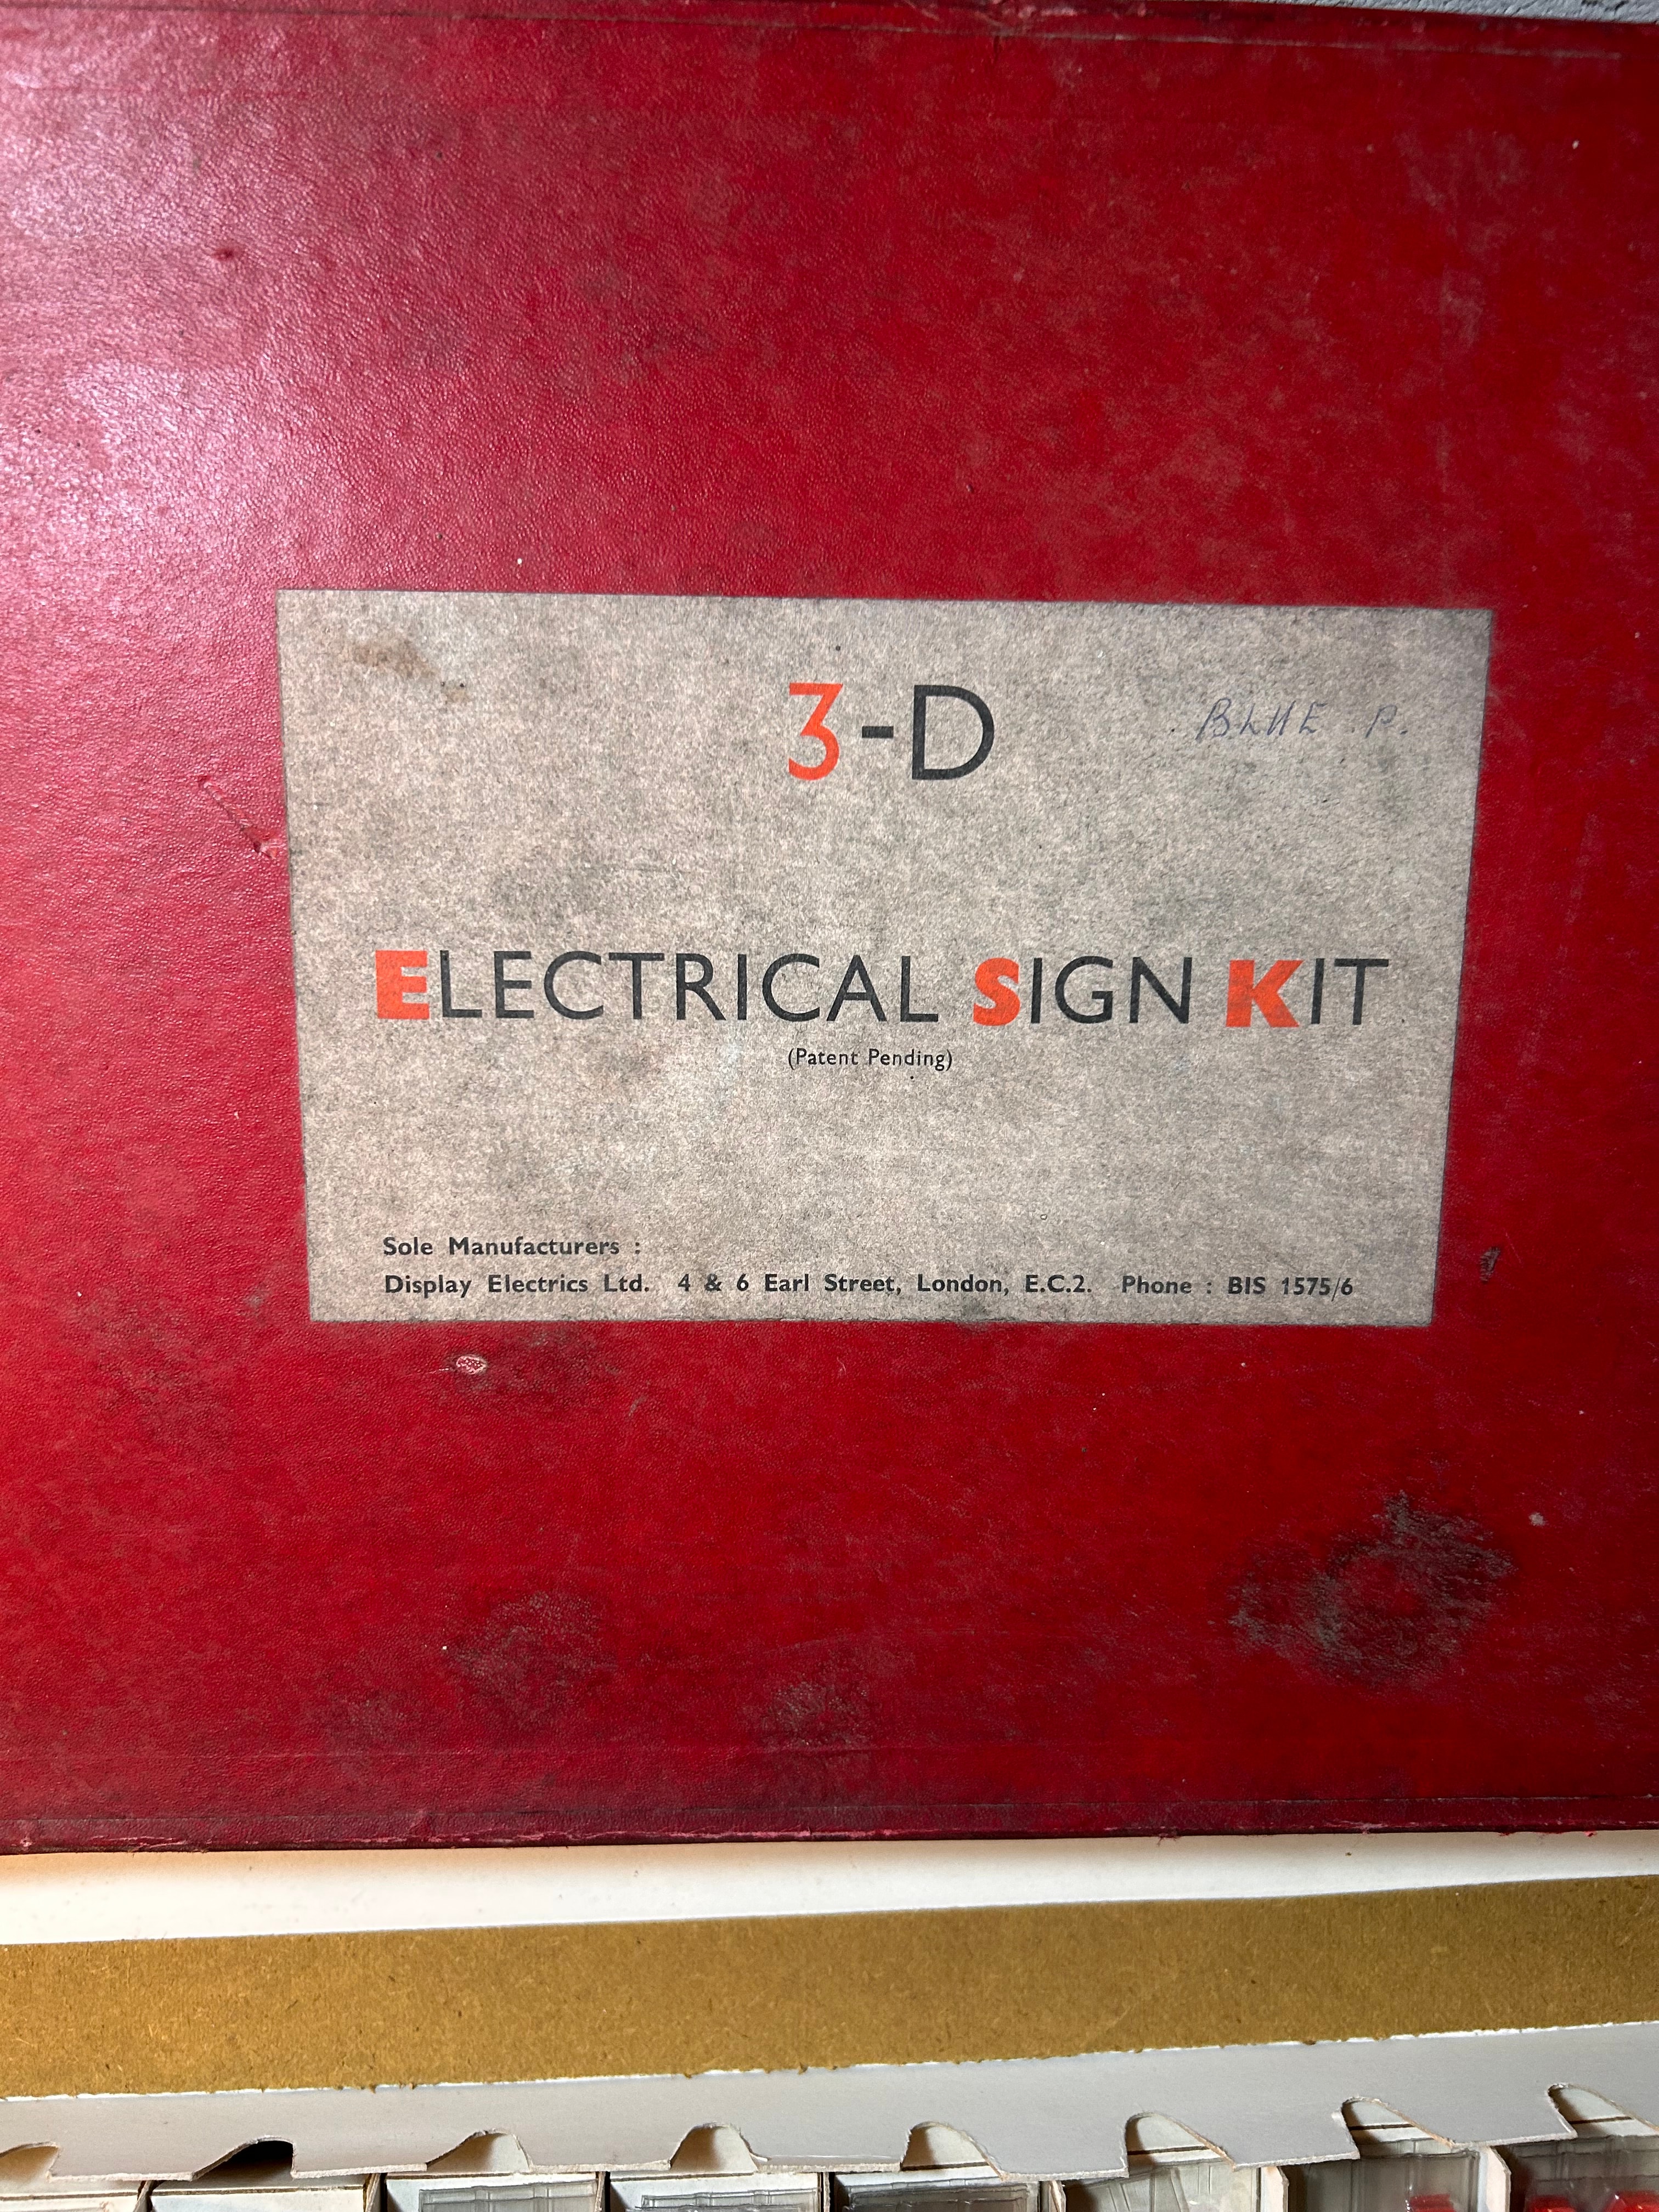 3-D
BLUE P.
ELECTRICAL SIGN KIT
(Patent Pending)
Sole Manufacturers :
Display Electrics Ltd. 4 & 6 Earl Street, London, E.C.2. Phone : BIS 1575/6